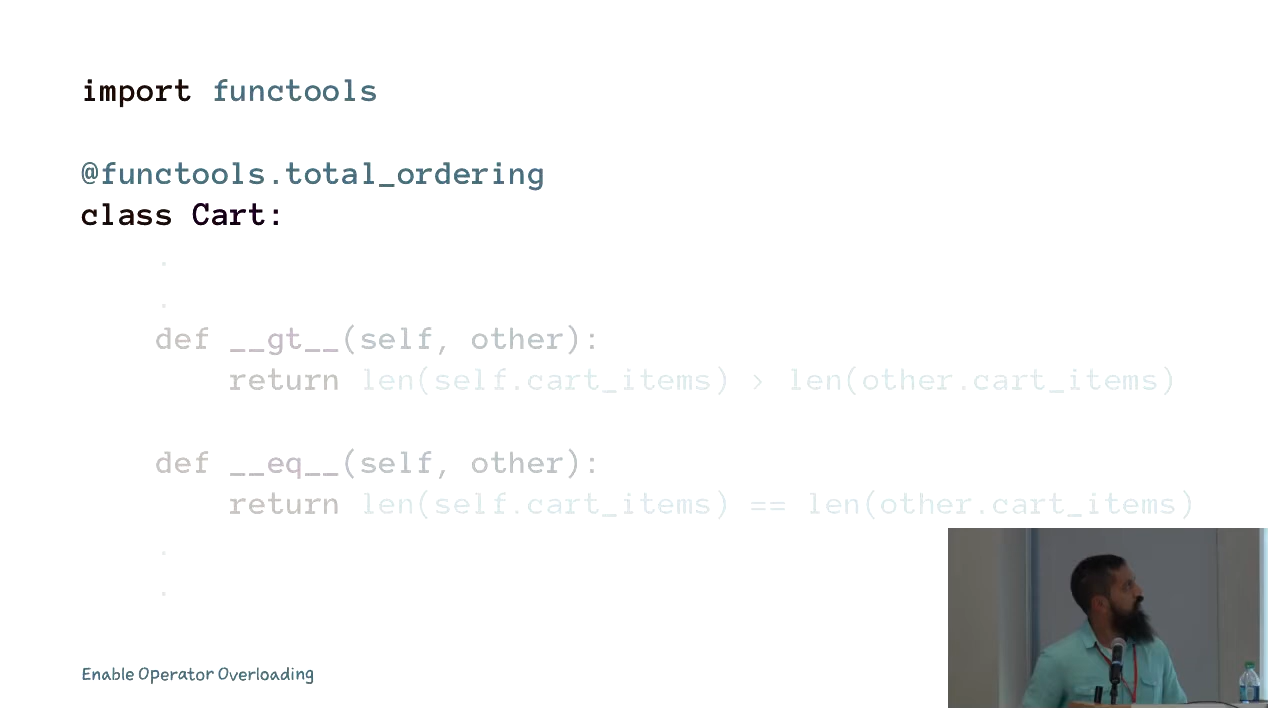 import functools
@functools.total_ordering
class Cart:
.
.
def __gt__(self, other):
return len(self.cart_items) > len(other.cart_items)
def __eq__(self, other):
return len(self.cart_items) == len(other.cart_items)
.
.
Enable Operator Overloading